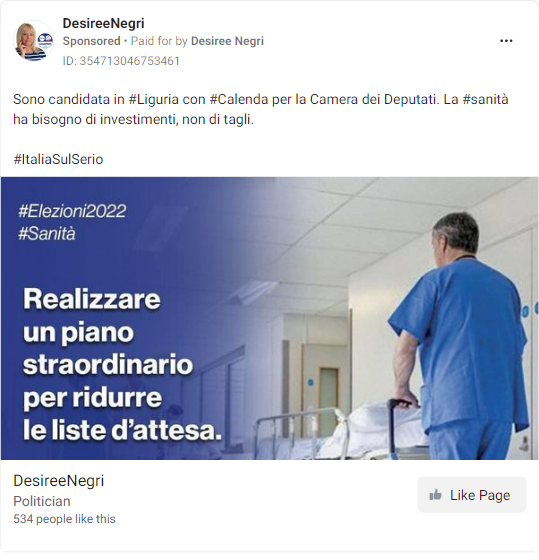 DesireeNegri
Sponsored • Paid for by Desiree Negri
ID: 354713046753461
Sono candidata in #Liguria con #Calenda per la Camera dei Deputati. La #sanità
ha bisogno di investimenti, non di tagli.
#ItaliaSulSerio
#Elezioni2022
#Sanità
Realizzare
un piano
straordinario
per ridurre
le liste d'attesa.
DesireeNegri
Politician
534 people like this
Like Page